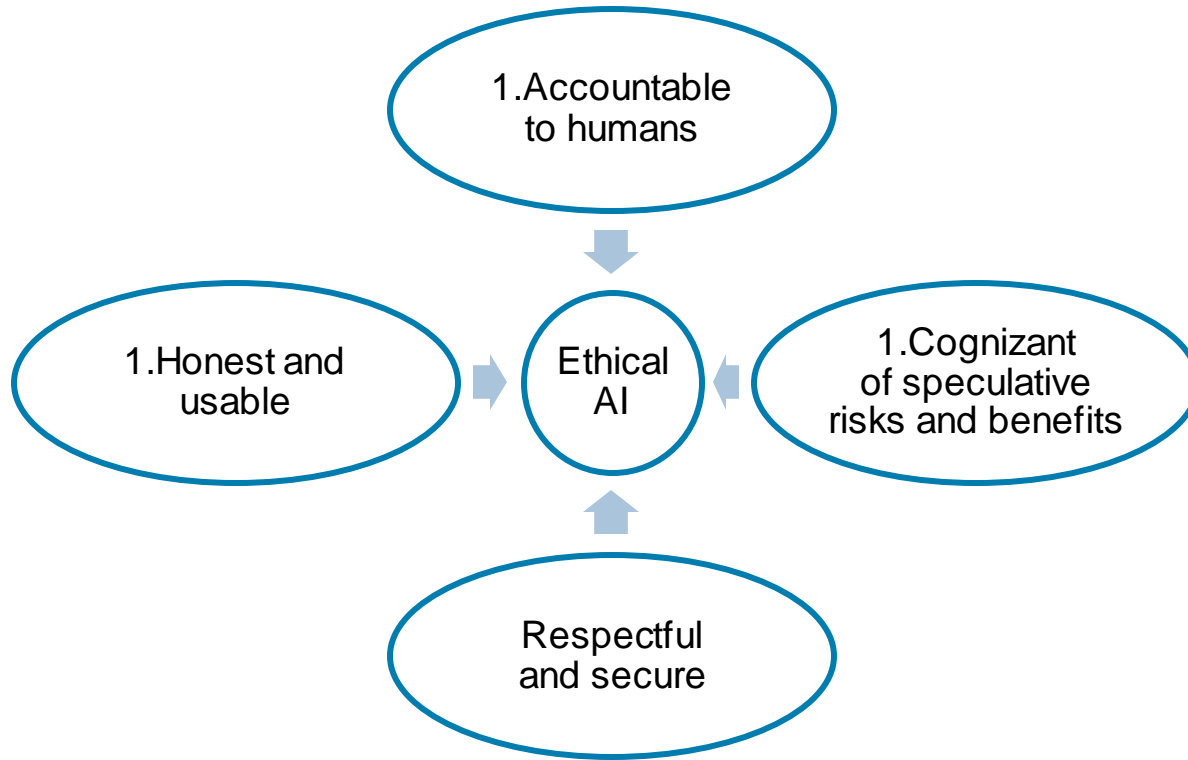 1.Accountable
to humans
1.Honest and
usable
Ethical
AI
1.Cognizant
of speculative
risks and benefits
Respectful
and secure